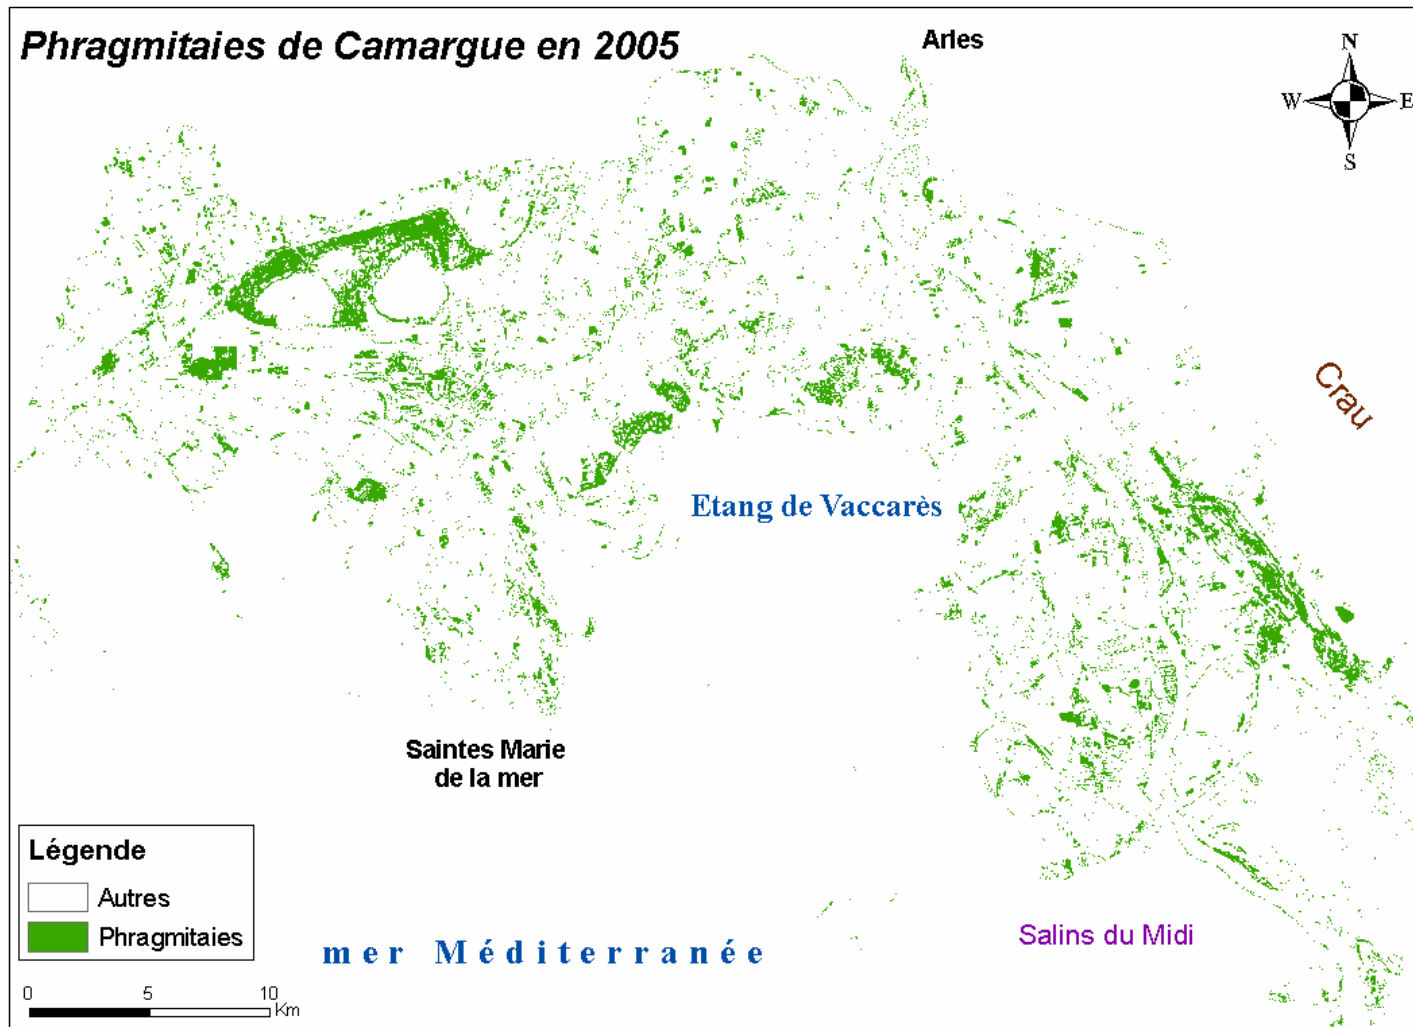 Phragmitaies de Camargue en 2005
Arles
N
W E
S
Crau
Etang de Vaccarès
Saintes Marie
de la mer
Légende
Autres
Phragmitaies
mer Méditerranée
Salins du Midi
0 5 10
Km